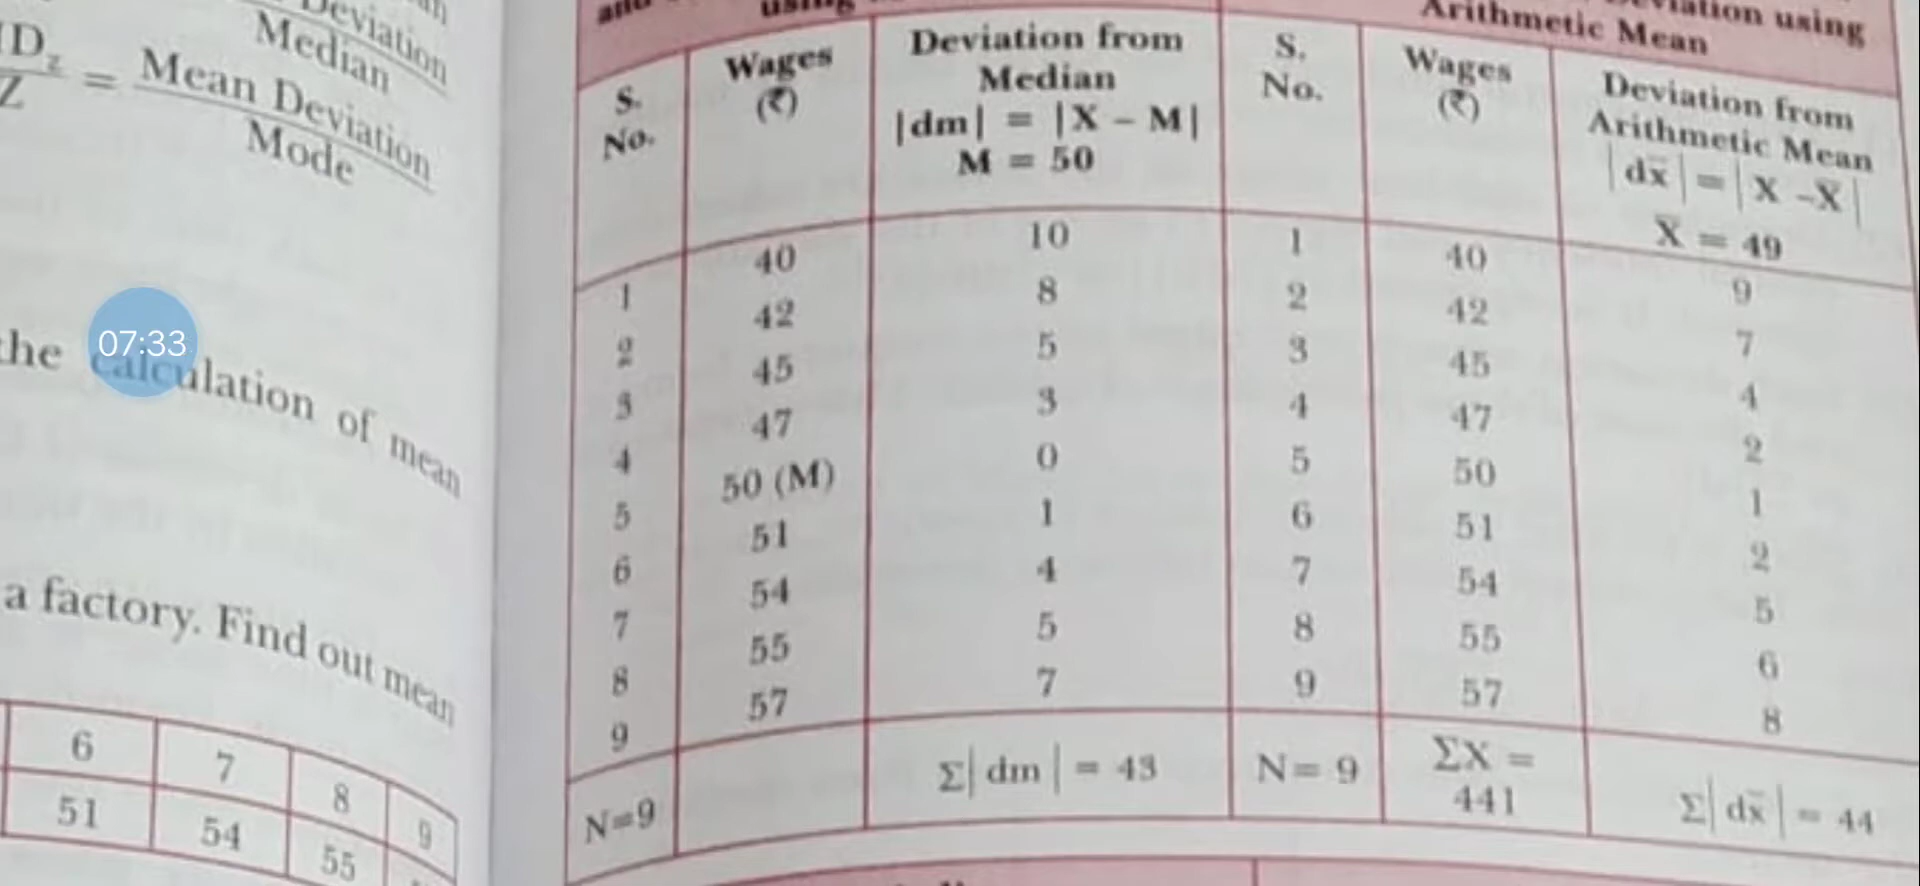 Deviation
Median
D_z / Z = Mean Deviation / Mode
07:33
the calculation of mean
a factory. Find out mean
6 7 8 9
51 54 55
using
Deviation using
Arithmetic Mean
S. No. | Wages (₹) | Deviation from Median |dm| = |X – M| M = 50 | S. No. | Wages (₹) | Deviation from Arithmetic Mean |dx̄| = |X – X̄| X̄ = 49
1 40 10 1 40 9
2 42 8 2 42 7
3 45 5 3 45 4
4 47 3 4 47 2
5 50 (M) 0 5 50 1
6 51 1 6 51 2
7 54 4 7 54 5
8 55 5 8 55 6
9 57 7 9 57 8
N=9 Σ|dm| = 43 N= 9 ΣX = 441 Σ|dx̄| = 44